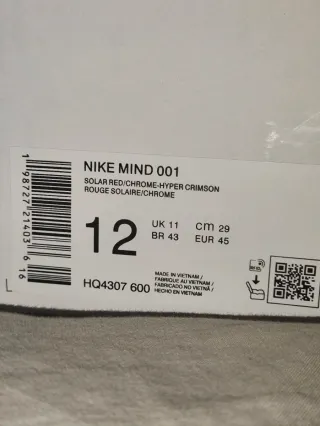 NIKE MIND 001
SOLAR RED/CHROME-HYPER CRIMSON
ROUGE SOLAIRE/CHROME
12
UK 11 cm 29
BR 43 EUR 45
HQ4307 600
MADE IN VIETNAM /
FABRIQUÉ AU VIETNAM /
FABRICADO NO VIETNÃ /
HECHO EN VIETNAM